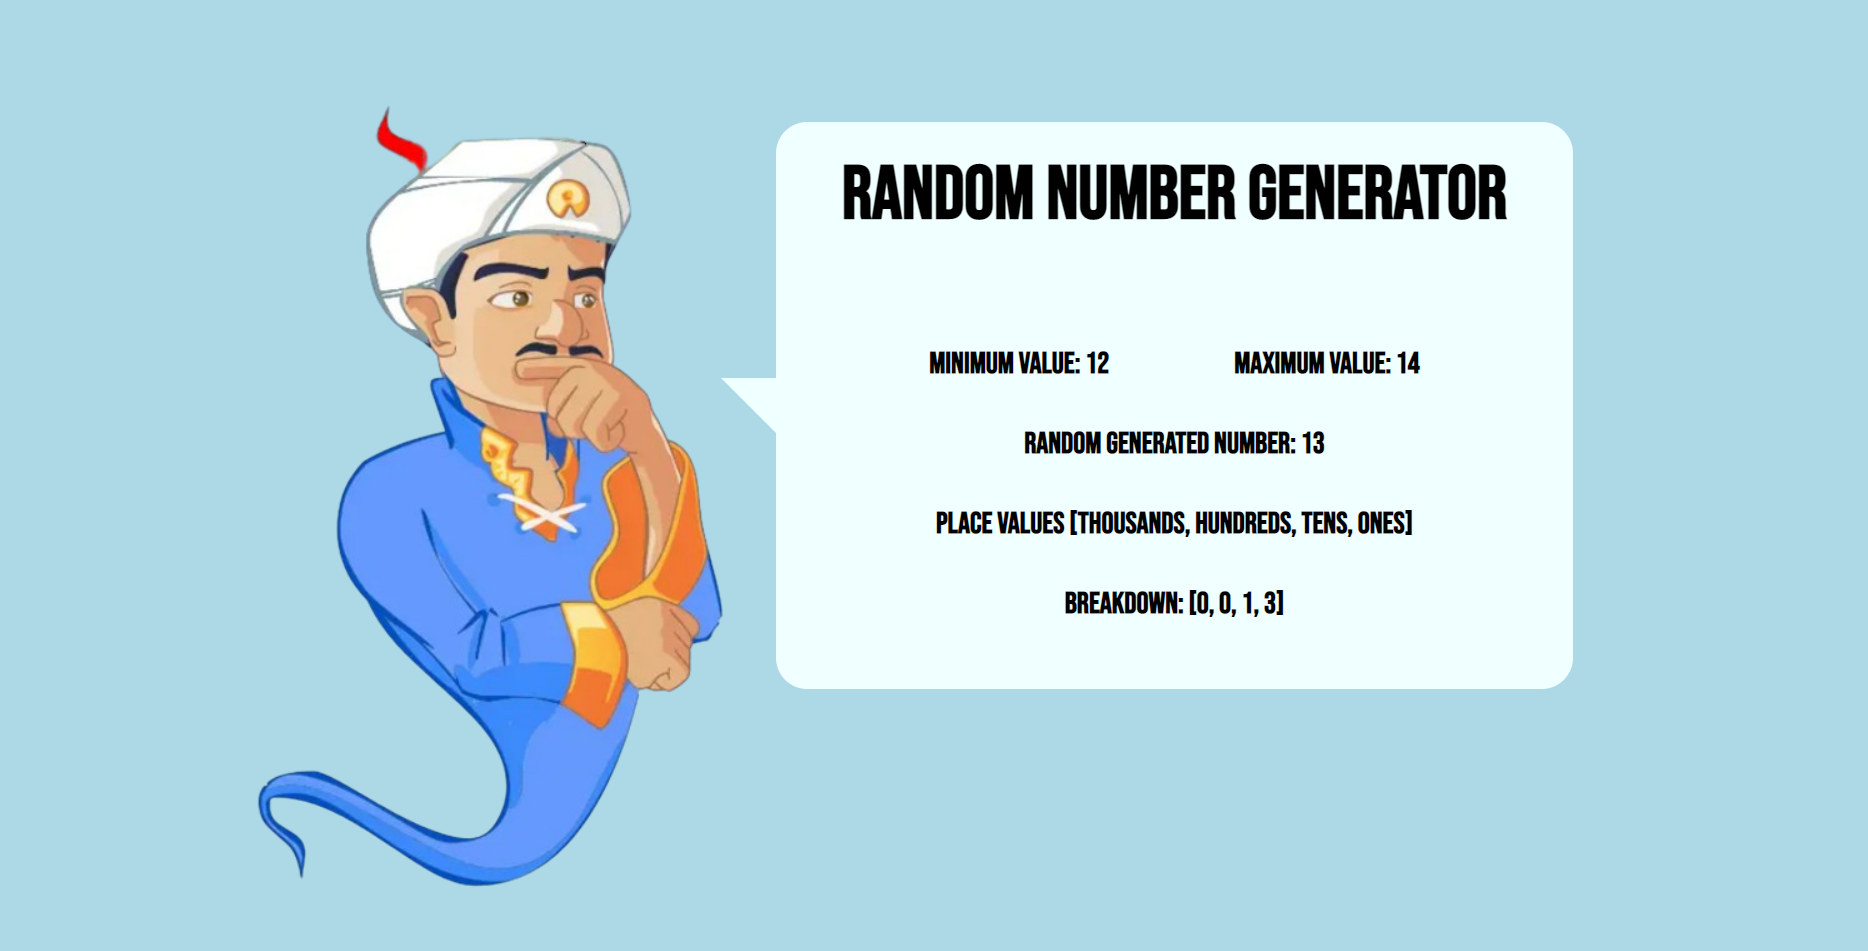 RANDOM NUMBER GENERATOR
MINIMUM VALUE: 12 MAXIMUM VALUE: 14
RANDOM GENERATED NUMBER: 13
PLACE VALUES [THOUSANDS, HUNDREDS, TENS, ONES]
BREAKDOWN: [0, 0, 1, 3]